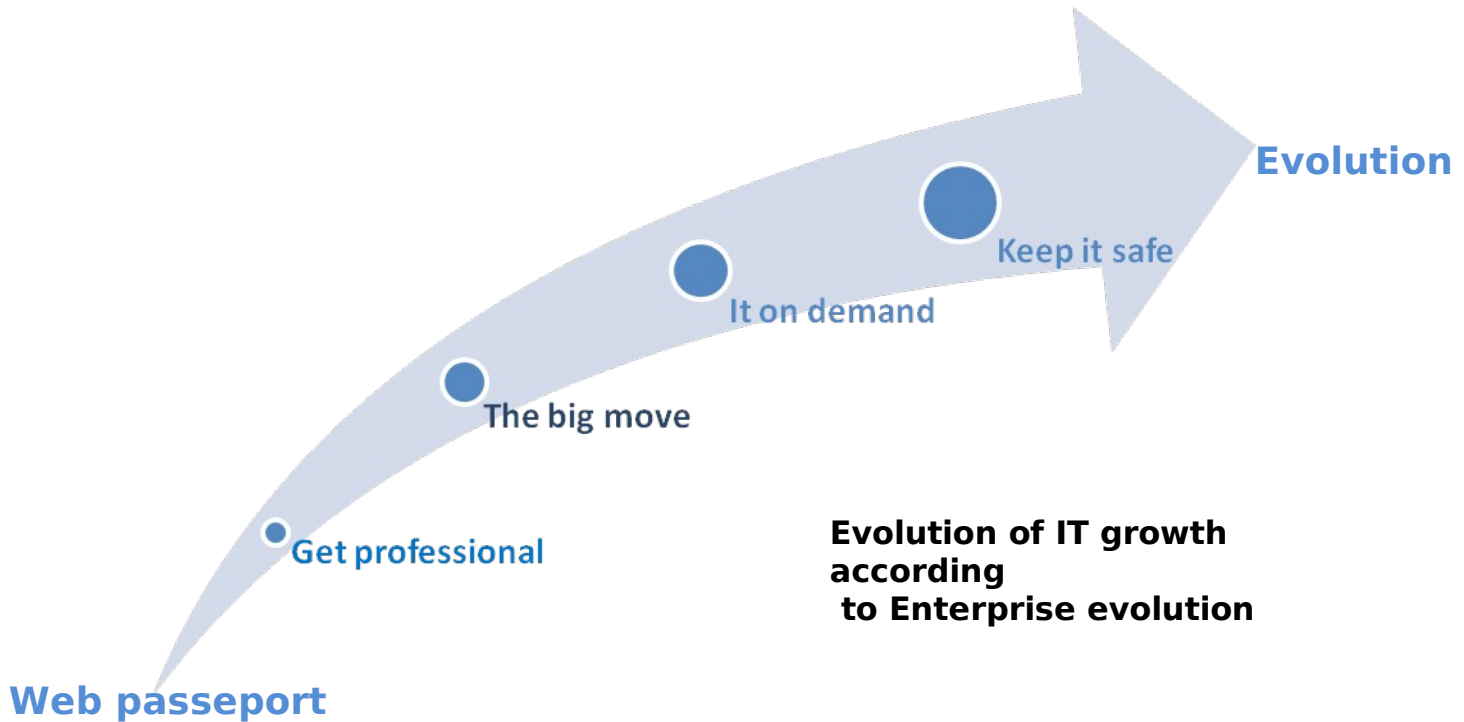 Evolution
Keep it safe
It on demand
The big move
Get professional
Evolution of IT growth
according
to Enterprise evolution
Web passeport